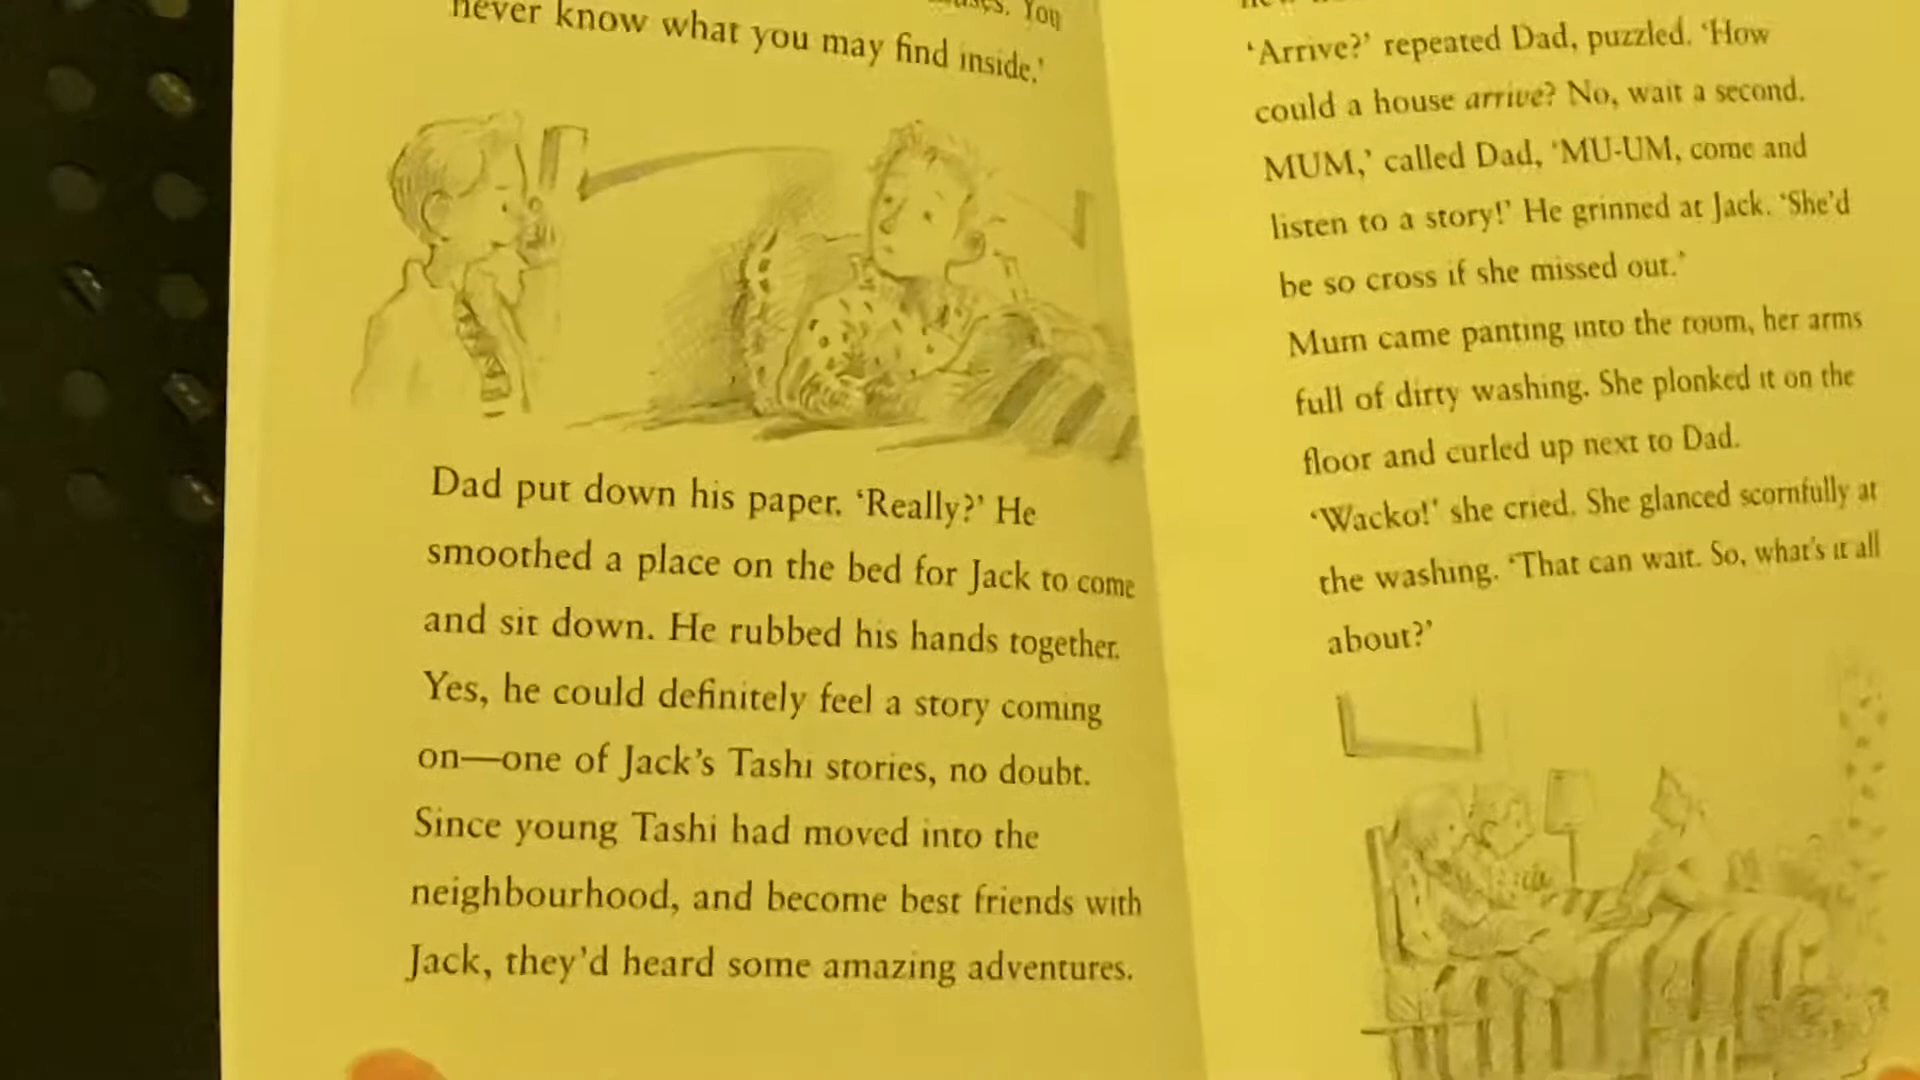 You
never know what you may find inside.'
Dad put down his paper. 'Really?' He
smoothed a place on the bed for Jack to come
and sit down. He rubbed his hands together.
Yes, he could definitely feel a story coming
on—one of Jack's Tashi stories, no doubt.
Since young Tashi had moved into the
neighbourhood, and become best friends with
Jack, they'd heard some amazing adventures.
'Arrive?' repeated Dad, puzzled. 'How
could a house arrive? No, wait a second.
MUM,' called Dad, 'MU-UM, come and
listen to a story!' He grinned at Jack. 'She'd
be so cross if she missed out.'
Mum came panting into the room, her arms
full of dirty washing. She plonked it on the
floor and curled up next to Dad.
'Wacko!' she cried. She glanced scornfully at
the washing. 'That can wait. So, what's it all
about?'